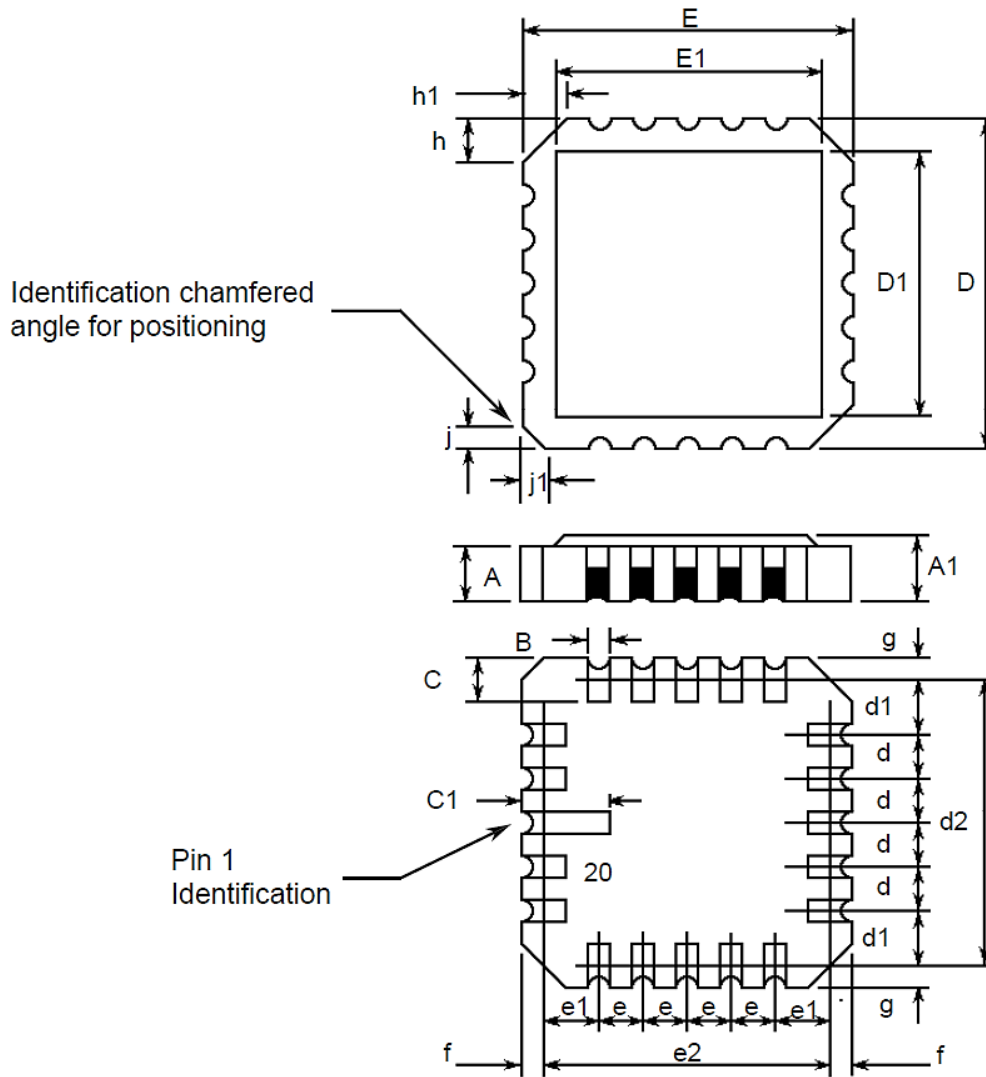 E
E1
h1
h
D1
D
Identification chamfered
angle for positioning
j
j1
A
A1
B
g
C
d1
d
C1
d
d2
d
Pin 1
Identification
20
d
d1
e1 e e e e e1
g
f
e2
f